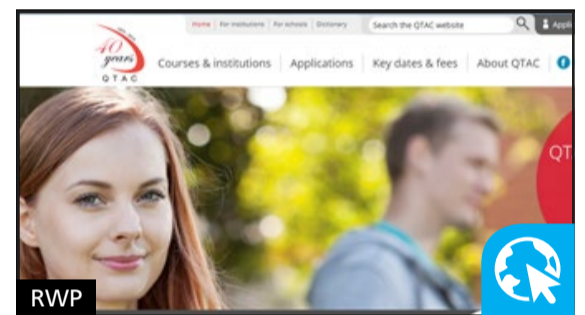 Home For institutions For schools Dictionary Search the QTAC website
40
years
QTAC
Courses & institutions Applications Key dates & fees About QTAC
RWP